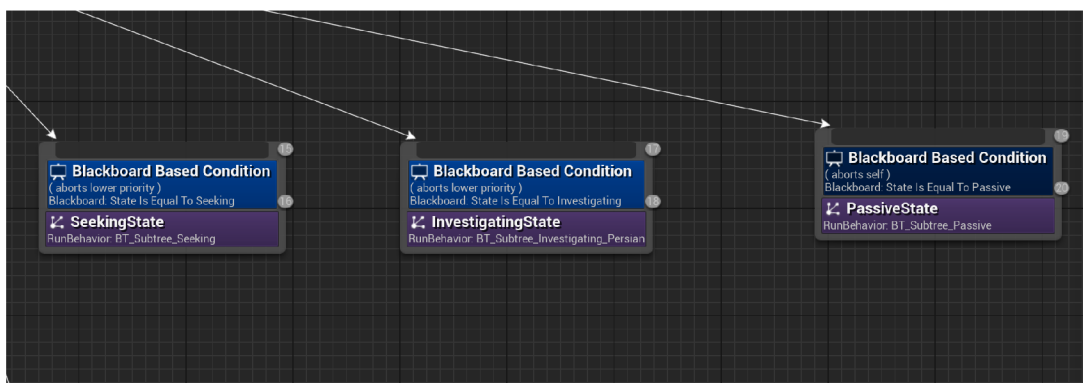 15
Blackboard Based Condition
( aborts lower priority )
Blackboard: State Is Equal To Seeking
16
SeekingState
RunBehavior: BT_Subtree_Seeking
17
Blackboard Based Condition
( aborts lower priority )
Blackboard: State Is Equal To Investigating
18
InvestigatingState
RunBehavior: BT_Subtree_Investigating_Persian
19
Blackboard Based Condition
( aborts self )
Blackboard: State Is Equal To Passive
20
PassiveState
RunBehavior: BT_Subtree_Passive